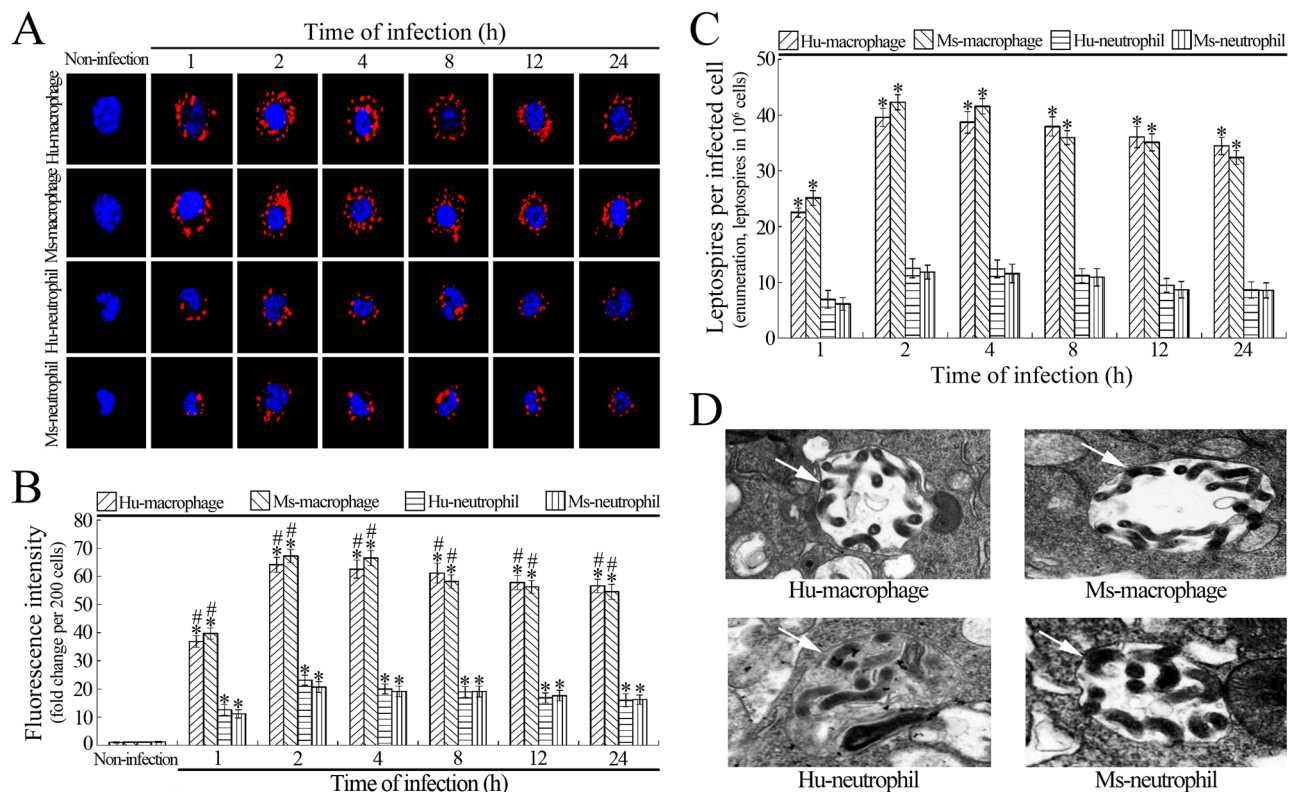 A
Time of infection (h)
Non-infection 1 2 4 8 12 24
Hu-macrophage
Ms-macrophage
Hu-neutrophil
Ms-neutrophil
B
Hu-macrophage Ms-macrophage Hu-neutrophil Ms-neutrophil
Fluorescence intensity
(fold change per 200 cells)
80
70
60
50
40
30
20
10
0
# * # * * *
# * # * * *
# * # * * *
# * # * * *
# * # * * *
# * # * * *
Non-infection 1 2 4 8 12 24
Time of infection (h)
C
Hu-macrophage Ms-macrophage Hu-neutrophil Ms-neutrophil
Leptospires per infected cell
(enumeration, leptospires in 10⁶ cells)
50
40
30
20
10
0
* *
* *
* *
* *
* *
* *
1 2 4 8 12 24
Time of infection (h)
D
Hu-macrophage Ms-macrophage
Hu-neutrophil Ms-neutrophil